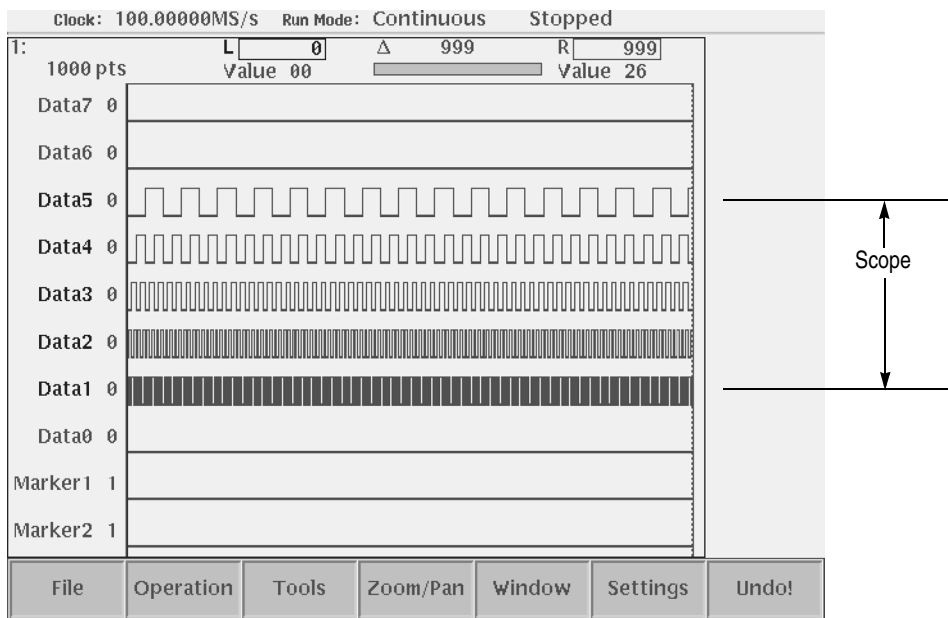 Clock: 100.00000MS/s Run Mode: Continuous Stopped
1: L 0 Δ 999 R 999
1000 pts Value 00 Value 26
Data7 0
Data6 0
Data5 0
Data4 0
Scope
Data3 0
Data2 0
Data1 0
Data0 0
Marker1 1
Marker2 1
File Operation Tools Zoom/Pan Window Settings Undo!